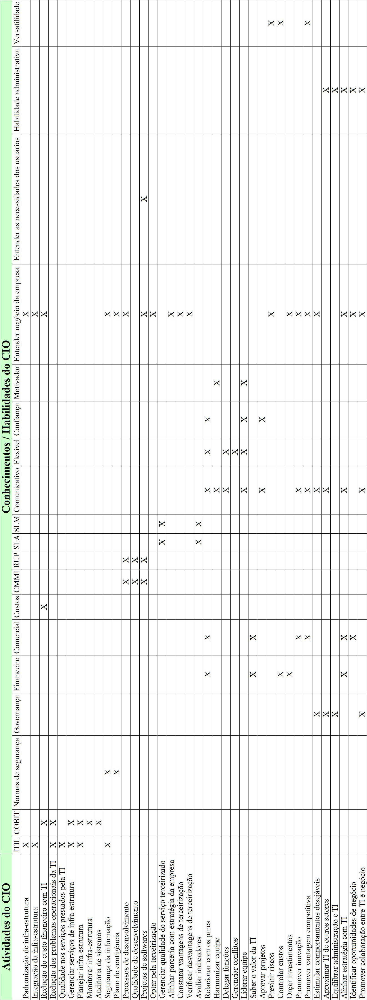 Atividades do CIO Conhecimentos / Habilidades do CIO
ITIL COBIT Normas de segurança Governança Financeiro Comercial Custos CMMI RUP SLA SLM Comunicativo Flexível Confiança Motivador Entender negócio da empresa Entender as necessidades dos usuários Habilidade administrativa Versatilidade
Padronização de infra-estrutura X X
Integração da infra-estrutura X X
Redução do custo financeiro com TI X X X
Redução dos problemas operacionais da TI X X
Qualidade nos serviços prestados pela TI X
Gerenciar serviços de infra-estrutura X X
Planejar infra-estrutura X X
Monitorar infra-estrutura X
Auditoria de sistemas X
Segurança da informação X X X
Plano de contigência X X
Processos de desenvolvimento X X X
Qualidade de desenvolvimento X X
Projetos de softwares X X X X
Optar pela terceirização X
Gerenciar qualidade do serviço terceirizado X X
Alinhar parceria com estratégia da empresa X
Constatar vantagens de terceirização X
Verificar desvantagens de terceirização X
Avaliar indicadores X X
Relacionar com os pares X X X X X
Harmonizar equipe X X
Delegar funções X X
Gerenciar conflitos X
Liderar equipe X X X X
Saber o valor da TI X X
Aprovar projetos X X
Previnir riscos X X
Controlar custos X X
Orçar investimentos X X
Promover inovação X X X
Promover vantagem competitiva X X X X
Estimular comportamentos desejáveis X X X
Aproximar TI de outros setores X X X
Equilibrar administração e TI X X
Alinhar estratégia com TI X X X X X
Identificar oportunidades de negócio X X X
Promover colaboração entre TI e negócio X X X X